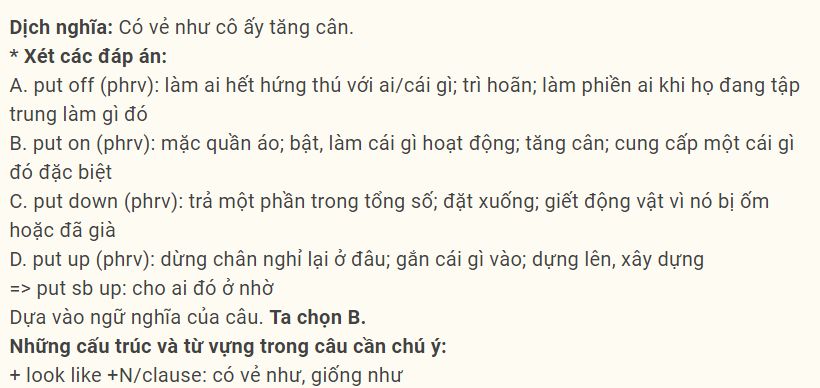 Dịch nghĩa: Có vẻ như cô ấy tăng cân.
* Xét các đáp án:
A. put off (phrv): làm ai hết hứng thú với ai/cái gì; trì hoãn; làm phiền ai khi họ đang tập
trung làm gì đó
B. put on (phrv): mặc quần áo; bật, làm cái gì hoạt động; tăng cân; cung cấp một cái gì
đó đặc biệt
C. put down (phrv): trả một phần trong tổng số; đặt xuống; giết động vật vì nó bị ốm
hoặc đã già
D. put up (phrv): dừng chân nghỉ lại ở đâu; gắn cái gì vào; dựng lên, xây dựng
=> put sb up: cho ai đó ở nhờ
Dựa vào ngữ nghĩa của câu. Ta chọn B.
Những cấu trúc và từ vựng trong câu cần chú ý:
+ look like +N/clause: có vẻ như, giống như